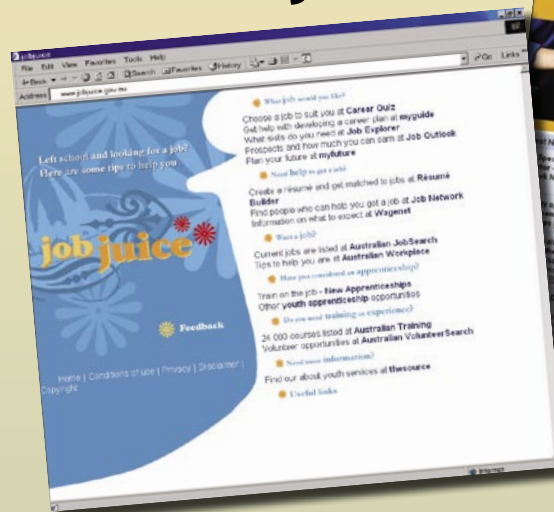 jobjuice
File Edit View Favorites Tools Help
Back Search Favorites History
Address www.jobjuice.gov.au Go Links
Left school and looking for a job?
Here are some tips to help you
job juice
Feedback
Home | Conditions of use | Privacy | Disclaimer |
Copyright
What job would you like?
Choose a job to suit you at Career Quiz
Get help with developing a career plan at myguide
What skills do you need at Job Explorer
Prospects and how much you can earn at Job Outlook
Plan your future at myfuture
Need help to get a job?
Create a résumé and get matched to jobs at Résumé
Builder
Find people who can help you get a job at Job Network
Information on what to expect at Wagenet
Want a job?
Current jobs are listed at Australian JobSearch
Tips to help you are at Australian Workplace
Have you considered an apprenticeship?
Train on the job - New Apprenticeships
Other youth apprenticeship opportunities
Do you need training or experience?
24 000 courses listed at Australian Training
Volunteer opportunities at Australian VolunteerSearch
Need more information?
Find our about youth services at thesource
Useful links
Internet